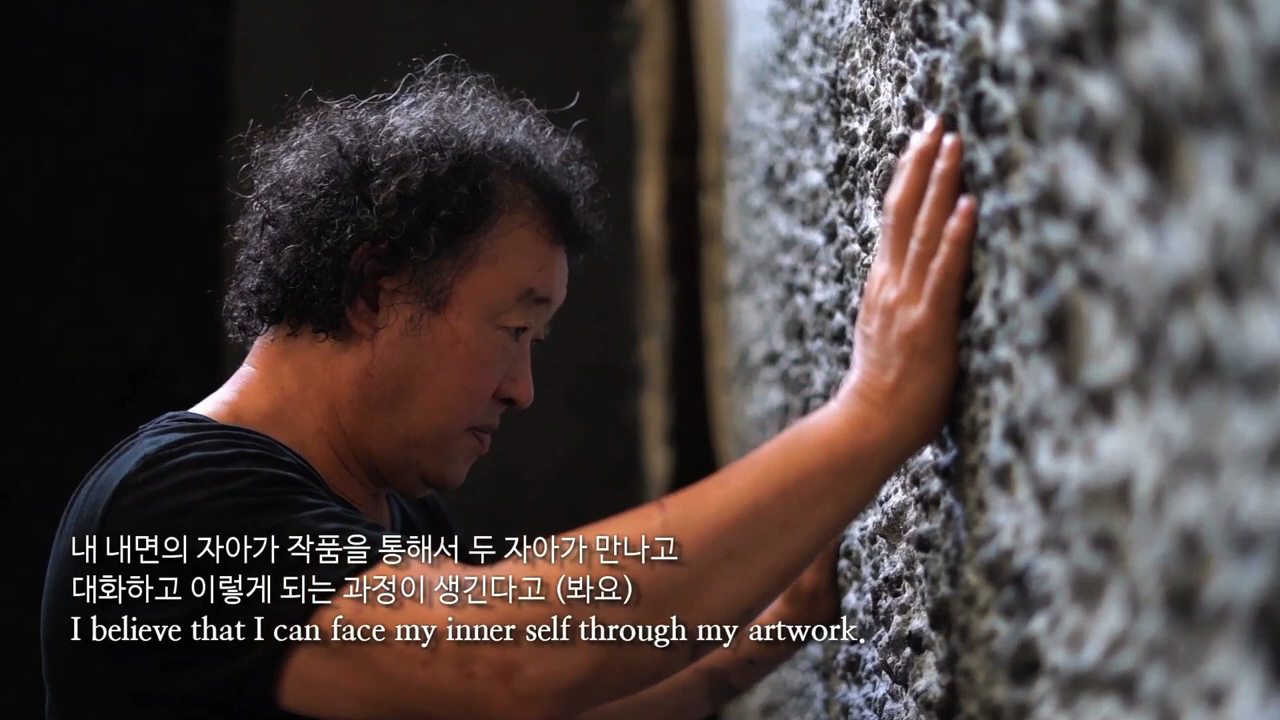 내 내면의 자아가 작품을 통해서 두 자아가 만나고
대화하고 이렇게 되는 과정이 생긴다고 (봐요)
I believe that I can face my inner self through my artwork.